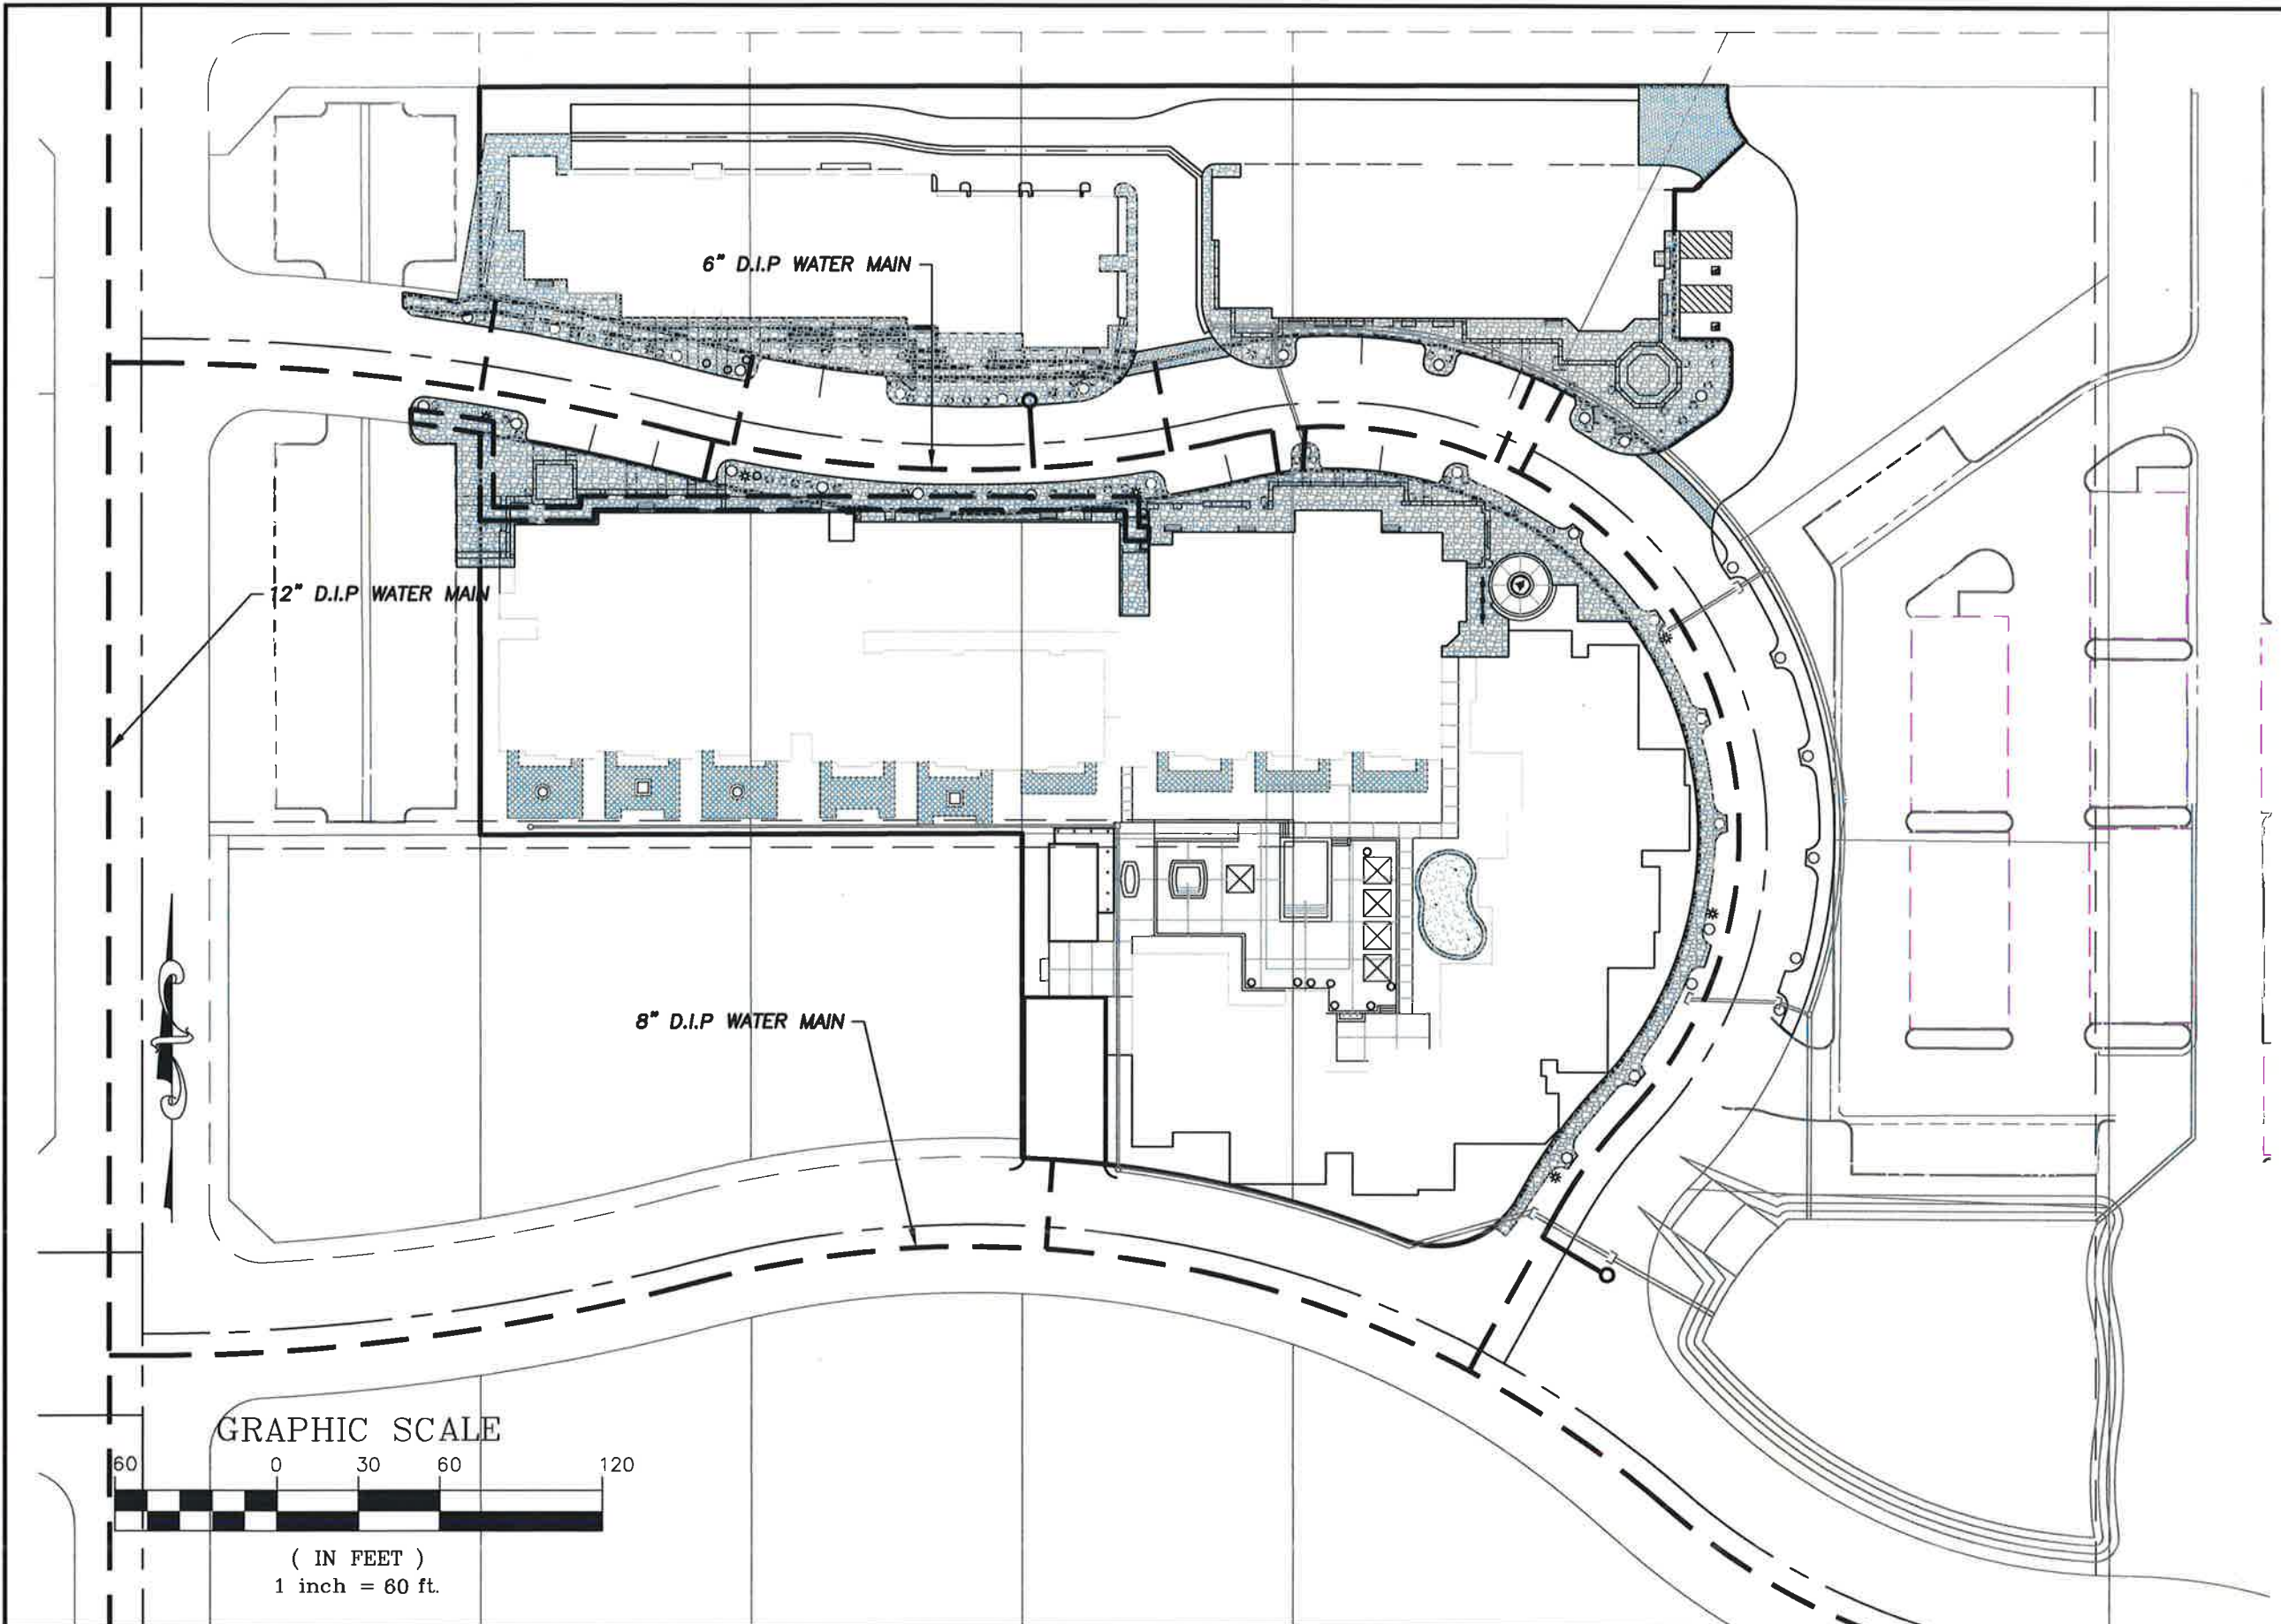 6" D.I.P WATER MAIN
12" D.I.P WATER MAIN
8" D.I.P WATER MAIN
GRAPHIC SCALE
60 0 30 60 120
( IN FEET )
1 inch = 60 ft.